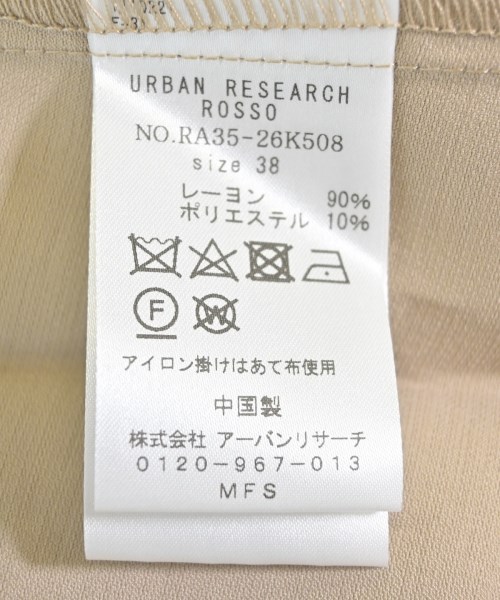 URBAN RESEARCH
ROSSO
NO.RA35-26K508
size 38
レーヨン 90%
ポリエステル 10%
F
W
アイロン掛けはあて布使用
中国製
株式会社 アーバンリサーチ
0120-967-013
MFS